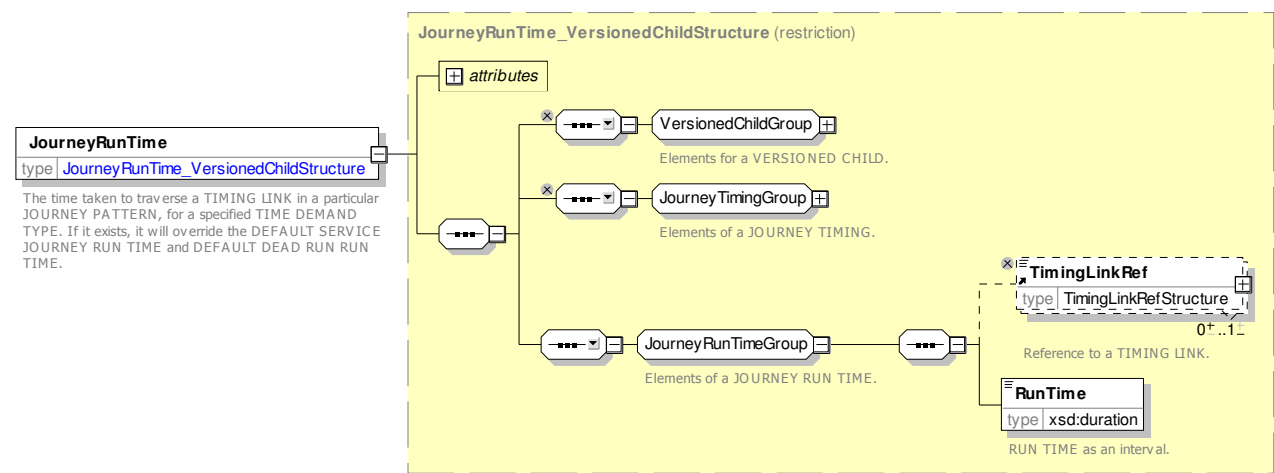 JourneyRunTime_VersionedChildStructure (restriction)
attributes
VersionedChildGroup
Elements for a VERSIONED CHILD.
JourneyRunTime
type JourneyRunTime_VersionedChildStructure
The time taken to traverse a TIMING LINK in a particular
JOURNEY PATTERN, for a specified TIME DEMAND
TYPE. If it exists, it will override the DEFAULT SERVICE
JOURNEY RUN TIME and DEFAULT DEAD RUN RUN
TIME.
JourneyTimingGroup
Elements of a JOURNEY TIMING.
TimingLinkRef
type TimingLinkRefStructure
0..1
Reference to a TIMING LINK.
JourneyRunTimeGroup
Elements of a JOURNEY RUN TIME.
RunTime
type xsd:duration
RUN TIME as an interval.